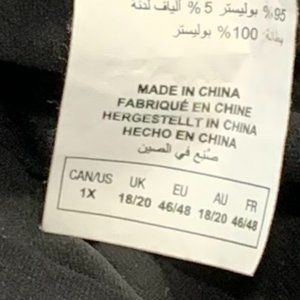 95% بوليستر 5% ألياف لدنة
بطانة: 100% بوليستر
MADE IN CHINA
FABRIQUÉ EN CHINE
HERGESTELLT IN CHINA
HECHO EN CHINA
صنع في الصين
CAN/US UK EU AU FR
1X 18/20 46/48 18/20 46/48